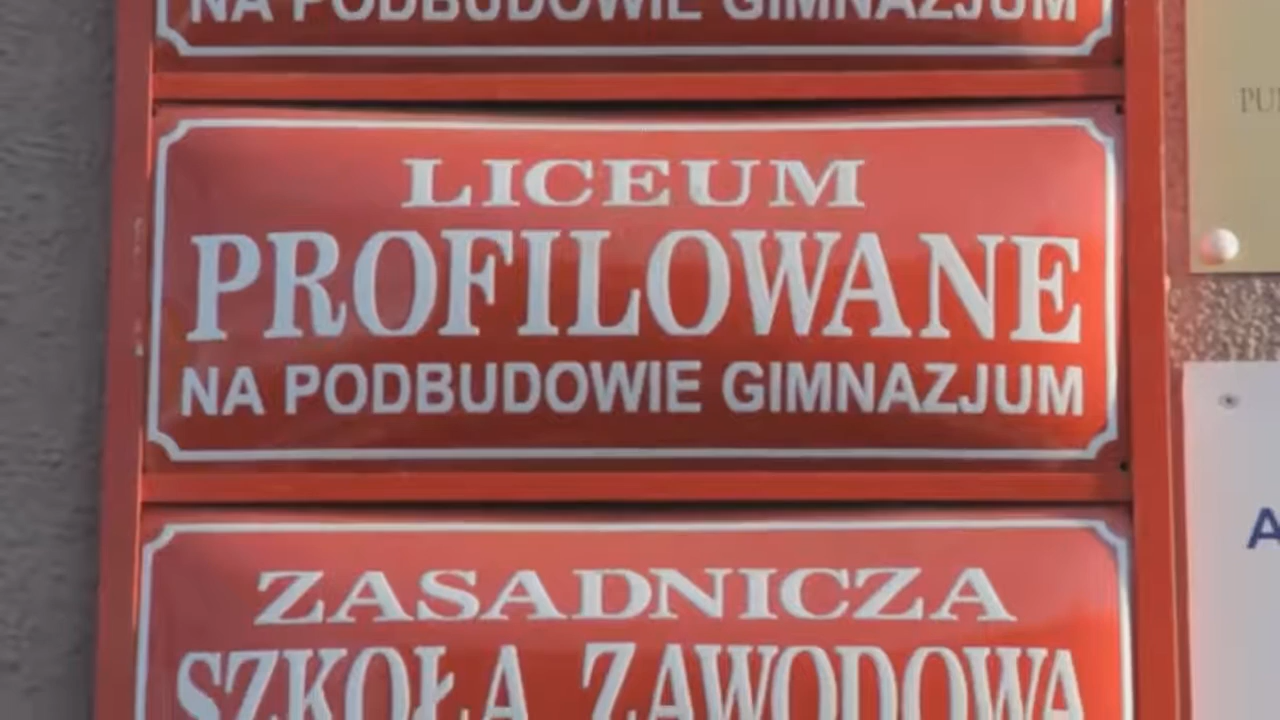 NA PODBUDOWIE GIMNAZJUM
LICEUM
PROFILOWANE
NA PODBUDOWIE GIMNAZJUM
ZASADNICZA
SZKOŁA ZAWODOWA